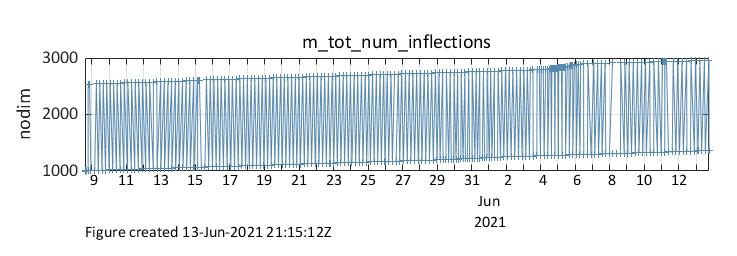 m_tot_num_inflections
3000
2000
1000
nodim
9 11 13 15 17 19 21 23 25 27 29 31 2 4 6 8 10 12
Jun
2021
Figure created 13-Jun-2021 21:15:12Z